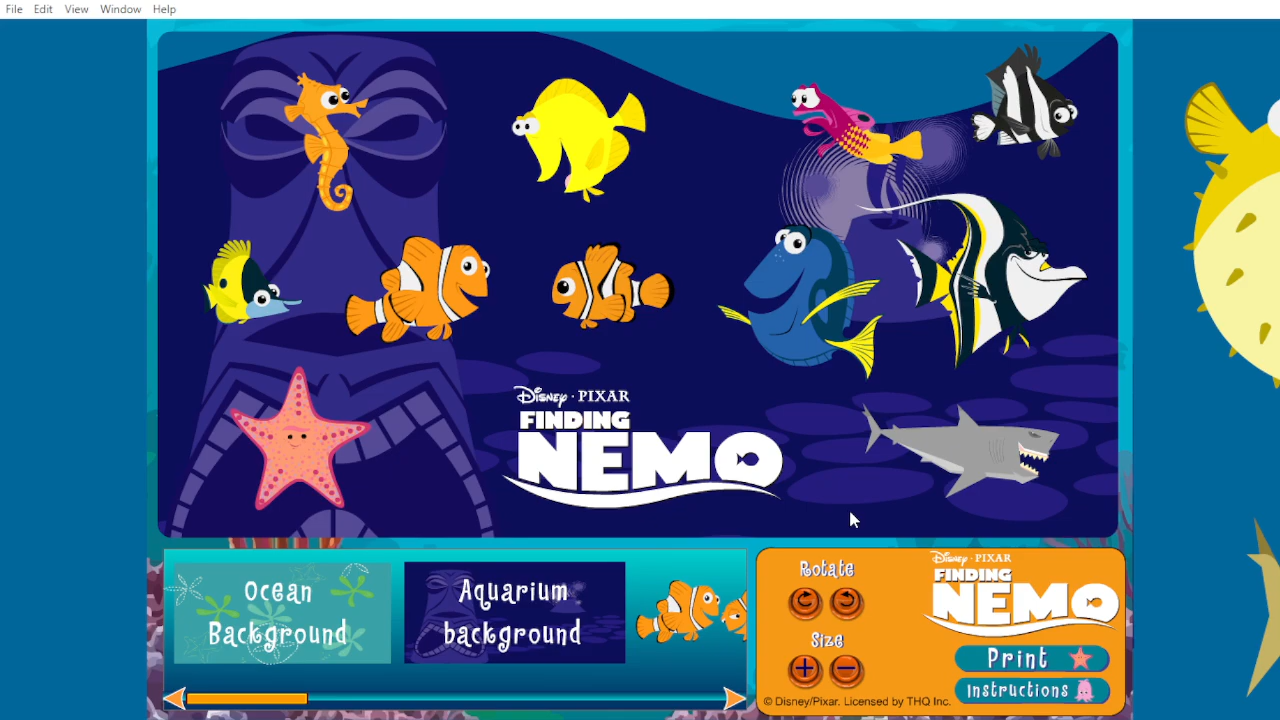 File Edit View Window Help
Disney · PIXAR
FINDING
NEMO
Ocean
Background
Aquarium
background
Rotate
Size
Disney · PIXAR
FINDING
NEMO
Print
Instructions
© Disney/Pixar. Licensed by THQ Inc.